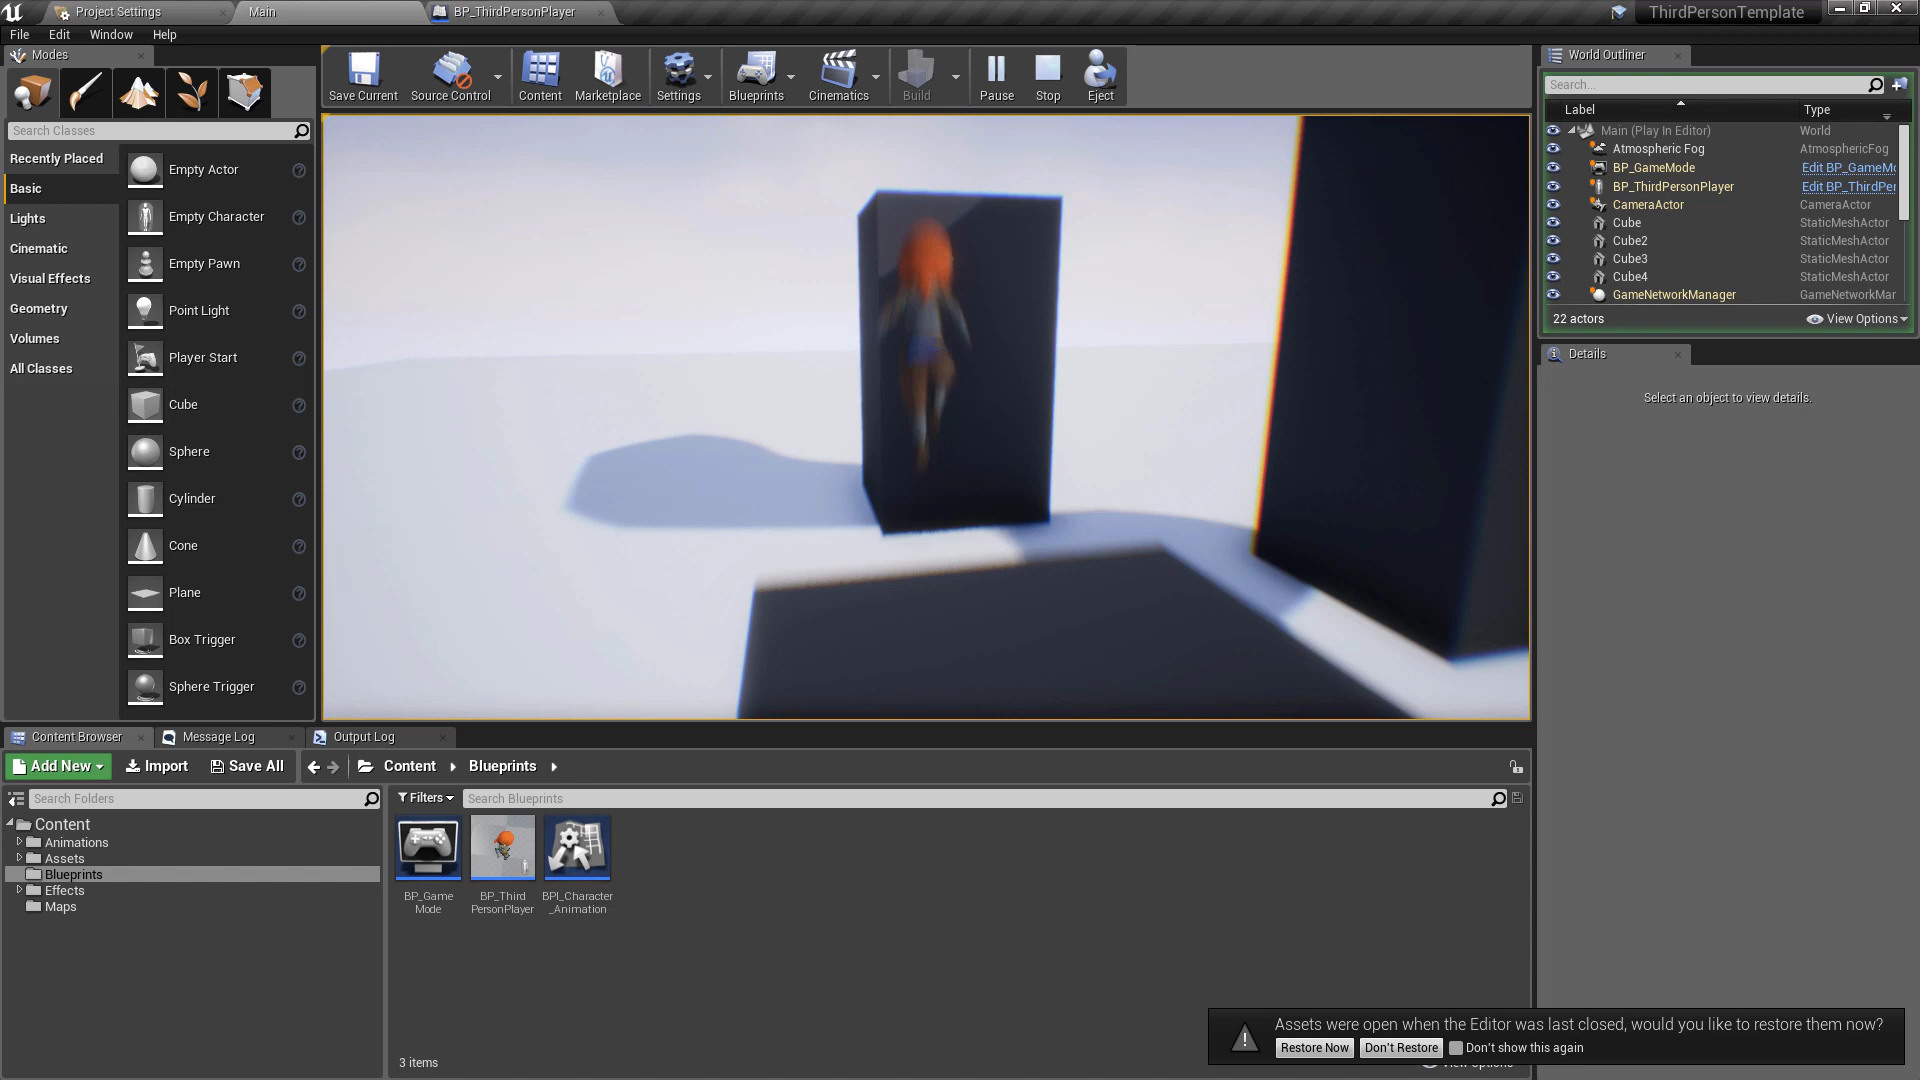 Project Settings
Main
BP_ThirdPersonPlayer
ThirdPersonTemplate
File
Edit
Window
Help
Modes
Search Classes
Recently Placed
Basic
Lights
Cinematic
Visual Effects
Geometry
Volumes
All Classes
Empty Actor
Empty Character
Empty Pawn
Point Light
Player Start
Cube
Sphere
Cylinder
Cone
Plane
Box Trigger
Sphere Trigger
Save Current
Source Control
Content
Marketplace
Settings
Blueprints
Cinematics
Build
Pause
Stop
Eject
World Outliner
Search...
Label
Type
Main (Play In Editor)
World
Atmospheric Fog
AtmosphericFog
BP_GameMode
Edit BP_GameMo
BP_ThirdPersonPlayer
Edit BP_ThirdPer
CameraActor
CameraActor
Cube
StaticMeshActor
Cube2
StaticMeshActor
Cube3
StaticMeshActor
Cube4
StaticMeshActor
GameNetworkManager
GameNetworkMar
22 actors
View Options
Details
Select an object to view details.
Content Browser
Message Log
Output Log
Add New
Import
Save All
Content
Blueprints
Search Folders
Filters
Search Blueprints
Content
Animations
Assets
Blueprints
Effects
Maps
BP_Game
Mode
BP_Third
PersonPlayer
BPI_Character
_Animation
3 items
Assets were open when the Editor was last closed, would you like to restore them now?
Restore Now
Don't Restore
Don't show this again